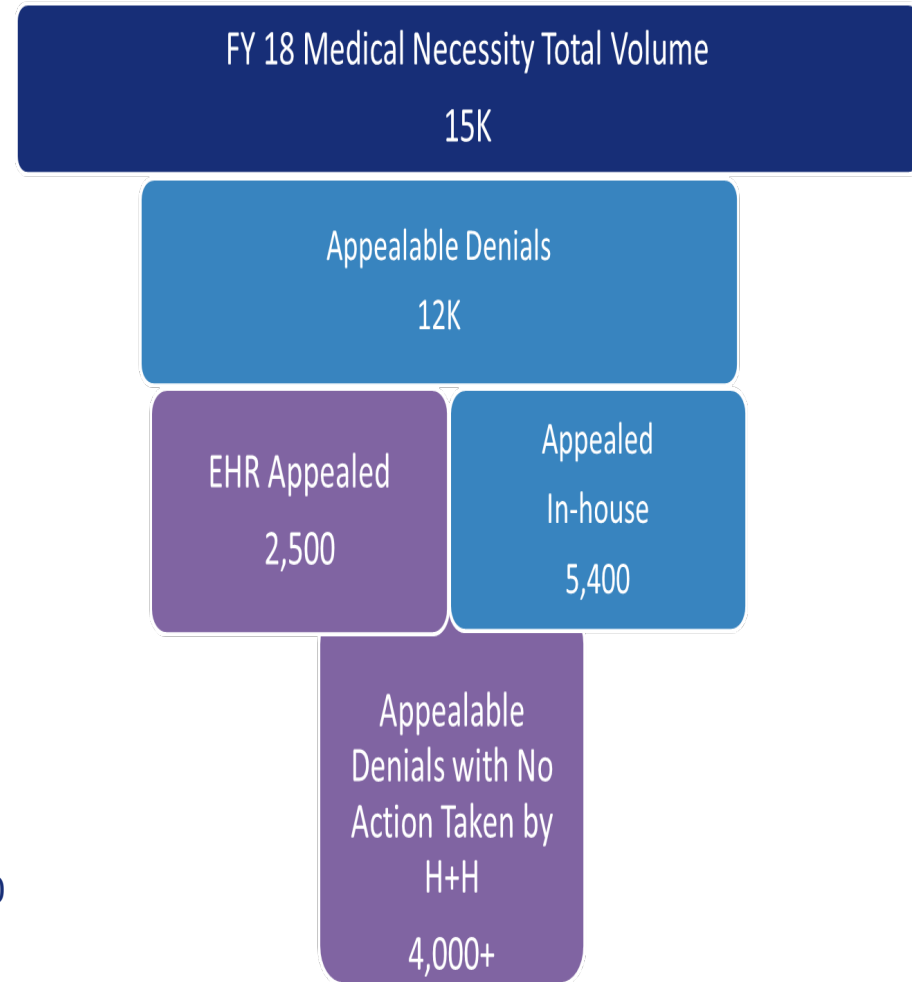 FY 18 Medical Necessity Total Volume
15K
Appealable Denials
12K
EHR Appealed
2,500
Appealed
In-house
5,400
Appealable
Denials with No
Action Taken by
H+H
4,000+